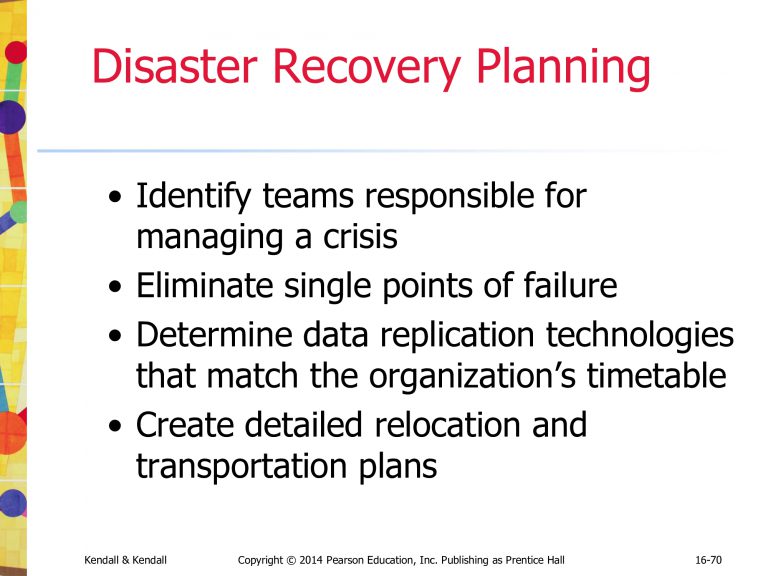 Disaster Recovery Planning
• Identify teams responsible for
managing a crisis
• Eliminate single points of failure
• Determine data replication technologies
that match the organization’s timetable
• Create detailed relocation and
transportation plans
Kendall & Kendall Copyright © 2014 Pearson Education, Inc. Publishing as Prentice Hall 16-70